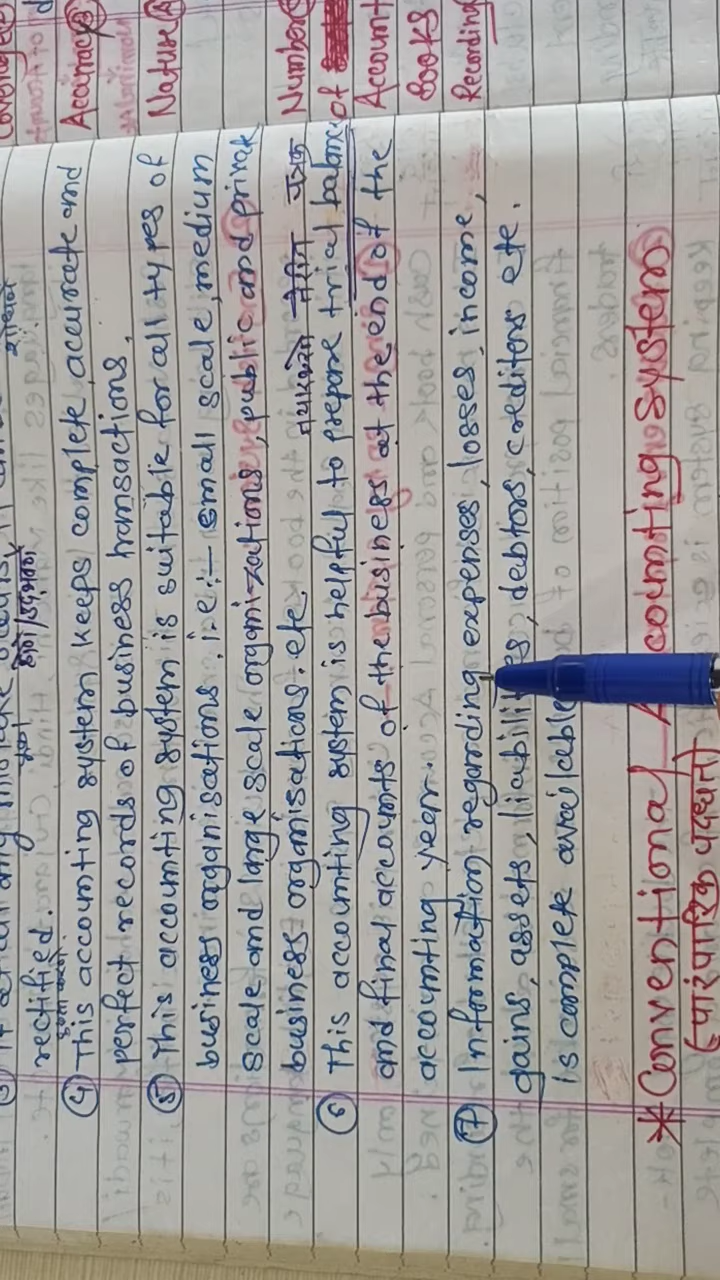 rectified.
④ This accounting system keeps complete, accurate and
perfect records of business transactions.
⑤ This accounting system is suitable for all types of
business organisations. i.e:- small scale, medium
scale and large scale organizations, public and private
business organisations. etc
⑥ This accounting system is helpful to prepare trial balance
and final accounts of the business at the end of the
accounting year.
⑦ Information regarding expenses, losses, income,
gains, assets, liabilities, debtors, creditors etc.
is complete available
* Conventional Accounting System
(पारंपारिक पद्धती)
Accuracy
Nature
Number
of
Account
Books
Recording